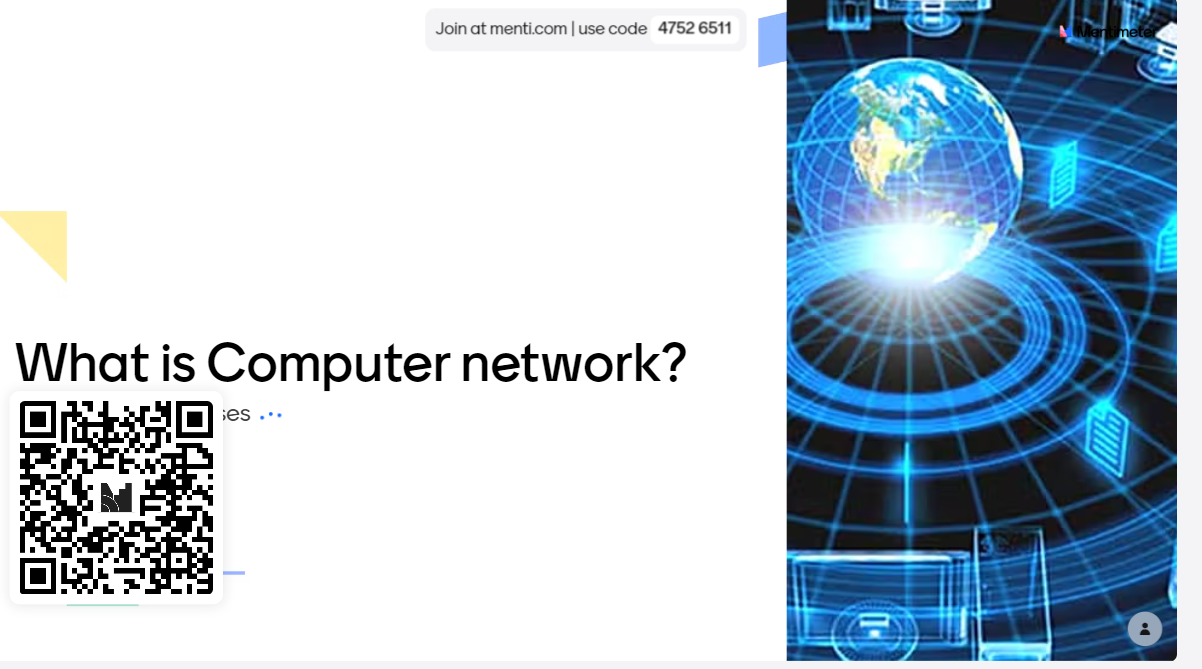 Join at menti.com | use code 4752 6511
Mentimeter
What is Computer network?